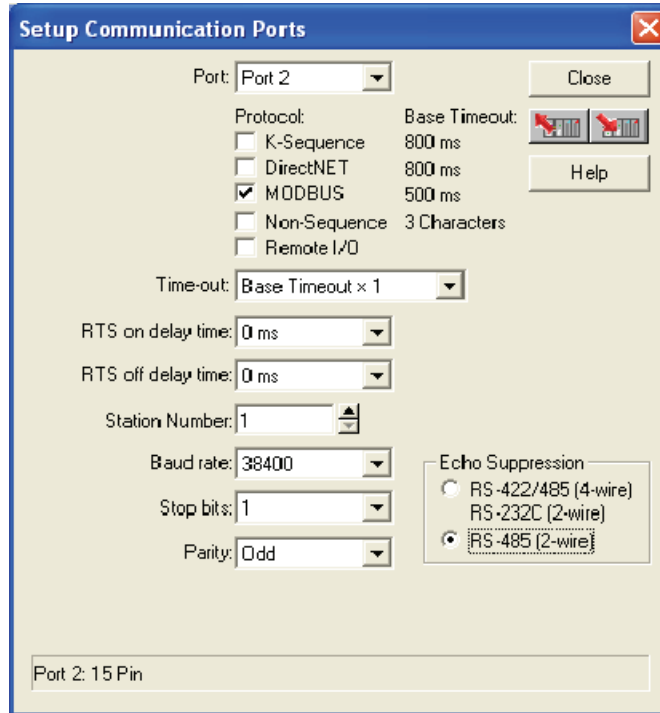 Setup Communication Ports
Port: Port 2
Close
Protocol: Base Timeout:
K-Sequence 800 ms
DirectNET 800 ms
Help
MODBUS 500 ms
Non-Sequence 3 Characters
Remote I/O
Time-out: Base Timeout × 1
RTS on delay time: 0 ms
RTS off delay time: 0 ms
Station Number: 1
Baud rate: 38400
Stop bits: 1
Parity: Odd
Echo Suppression
RS-422/485 (4-wire)
RS-232C (2-wire)
RS-485 (2-wire)
Port 2: 15 Pin